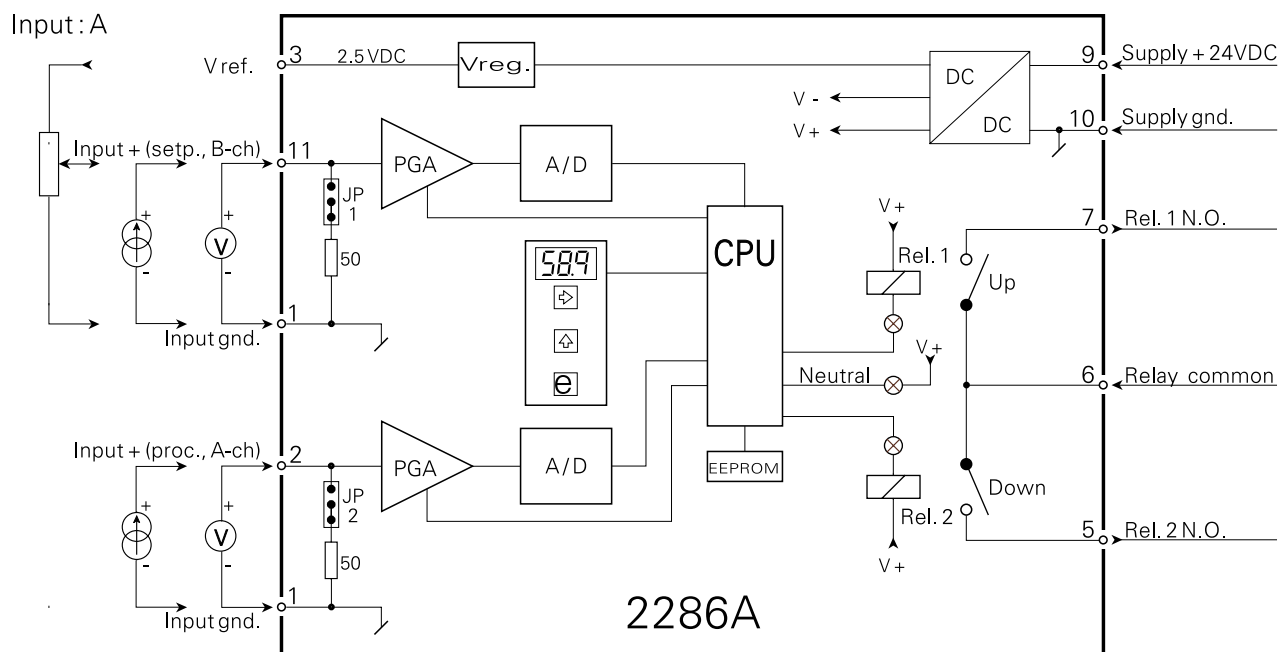 Input : A
V ref.
3
2.5 VDC
Vreg.
DC
DC
V -
V +
9
Supply + 24VDC
10
Supply gnd.
Input + (setp., B-ch)
11
PGA
A/D
JP
1
50
+
-
+
V
-
1
Input gnd.
58.9
e
CPU
EEPROM
V +
Rel. 1
Up
7
Rel. 1 N.O.
Neutral
V +
6
Relay common
Down
Rel. 2
V +
5
Rel. 2 N.O.
Input + (proc., A-ch)
2
PGA
A/D
JP
2
50
+
-
+
V
-
1
Input gnd.
2286A